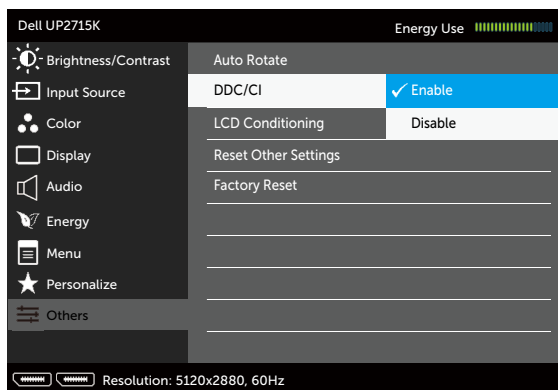 Dell UP2715K
Energy Use
Brightness/Contrast
Auto Rotate
Input Source
DDC/CI
Enable
Color
LCD Conditioning
Disable
Display
Reset Other Settings
Audio
Factory Reset
Energy
Menu
Personalize
Others
Resolution: 5120x2880, 60Hz